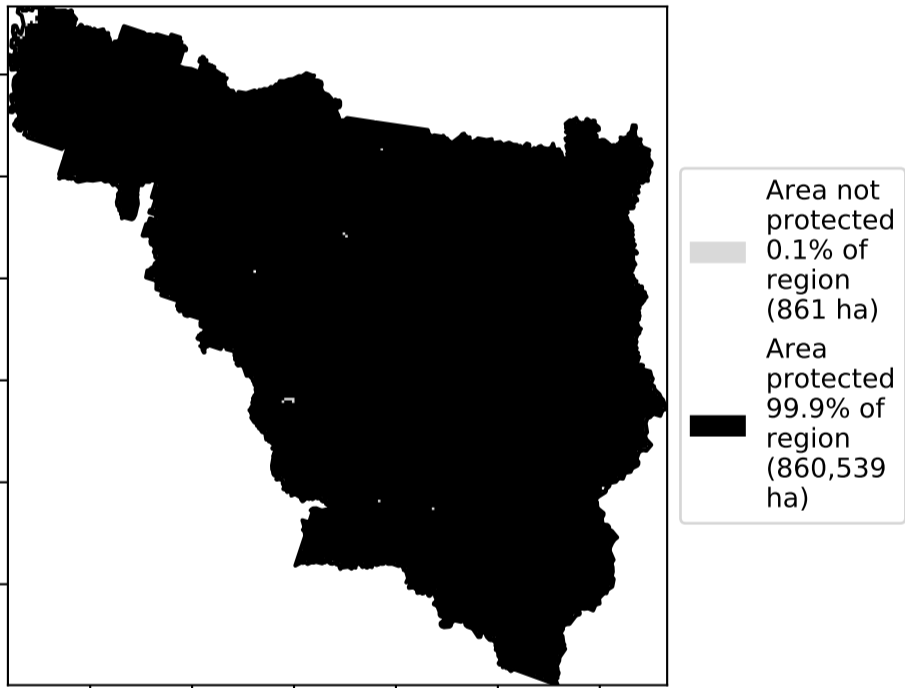 Area not
protected
0.1% of
region
(861 ha)
Area
protected
99.9% of
region
(860,539
ha)